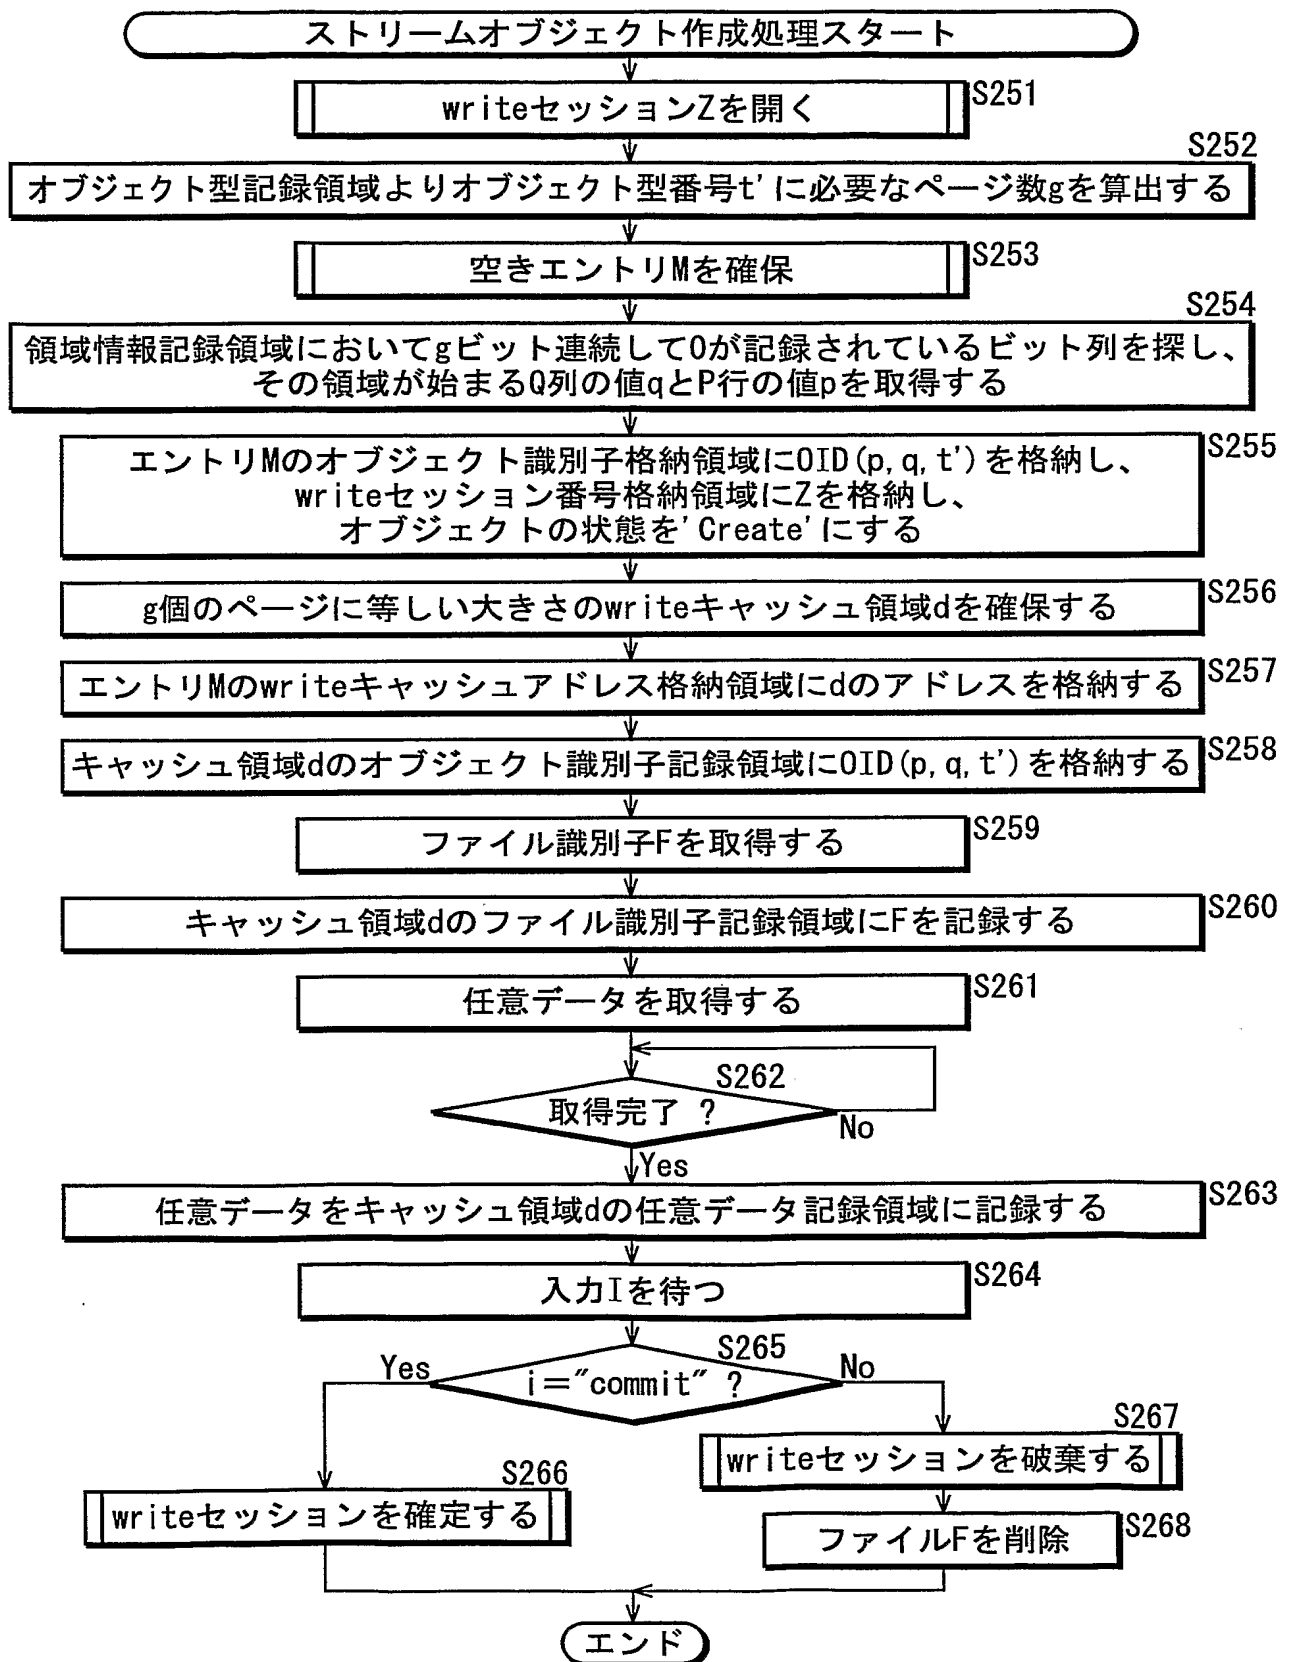 ストリームオブジェクト作成処理スタート
writeセッションZを開く
S251
S252
オブジェクト型記録領域よりオブジェクト型番号t'に必要なページ数gを算出する
空きエントリMを確保
S253
S254
領域情報記録領域においてgビット連続して0が記録されているビット列を探し、
その領域が始まるQ列の値qとP行の値pを取得する
S255
エントリMのオブジェクト識別子格納領域にOID(p,q,t')を格納し、
writeセッション番号格納領域にZを格納し、
オブジェクトの状態を'Create'にする
g個のページに等しい大きさのwriteキャッシュ領域dを確保する
S256
エントリMのwriteキャッシュアドレス格納領域にdのアドレスを格納する
S257
キャッシュ領域dのオブジェクト識別子記録領域にOID(p,q,t')を格納する
S258
ファイル識別子Fを取得する
S259
キャッシュ領域dのファイル識別子記録領域にFを記録する
S260
任意データを取得する
S261
S262
取得完了 ?
No
Yes
任意データをキャッシュ領域dの任意データ記録領域に記録する
S263
入力Iを待つ
S264
S265
Yes
i="commit" ?
No
S267
writeセッションを破棄する
S266
writeセッションを確定する
ファイルFを削除
S268
エンド